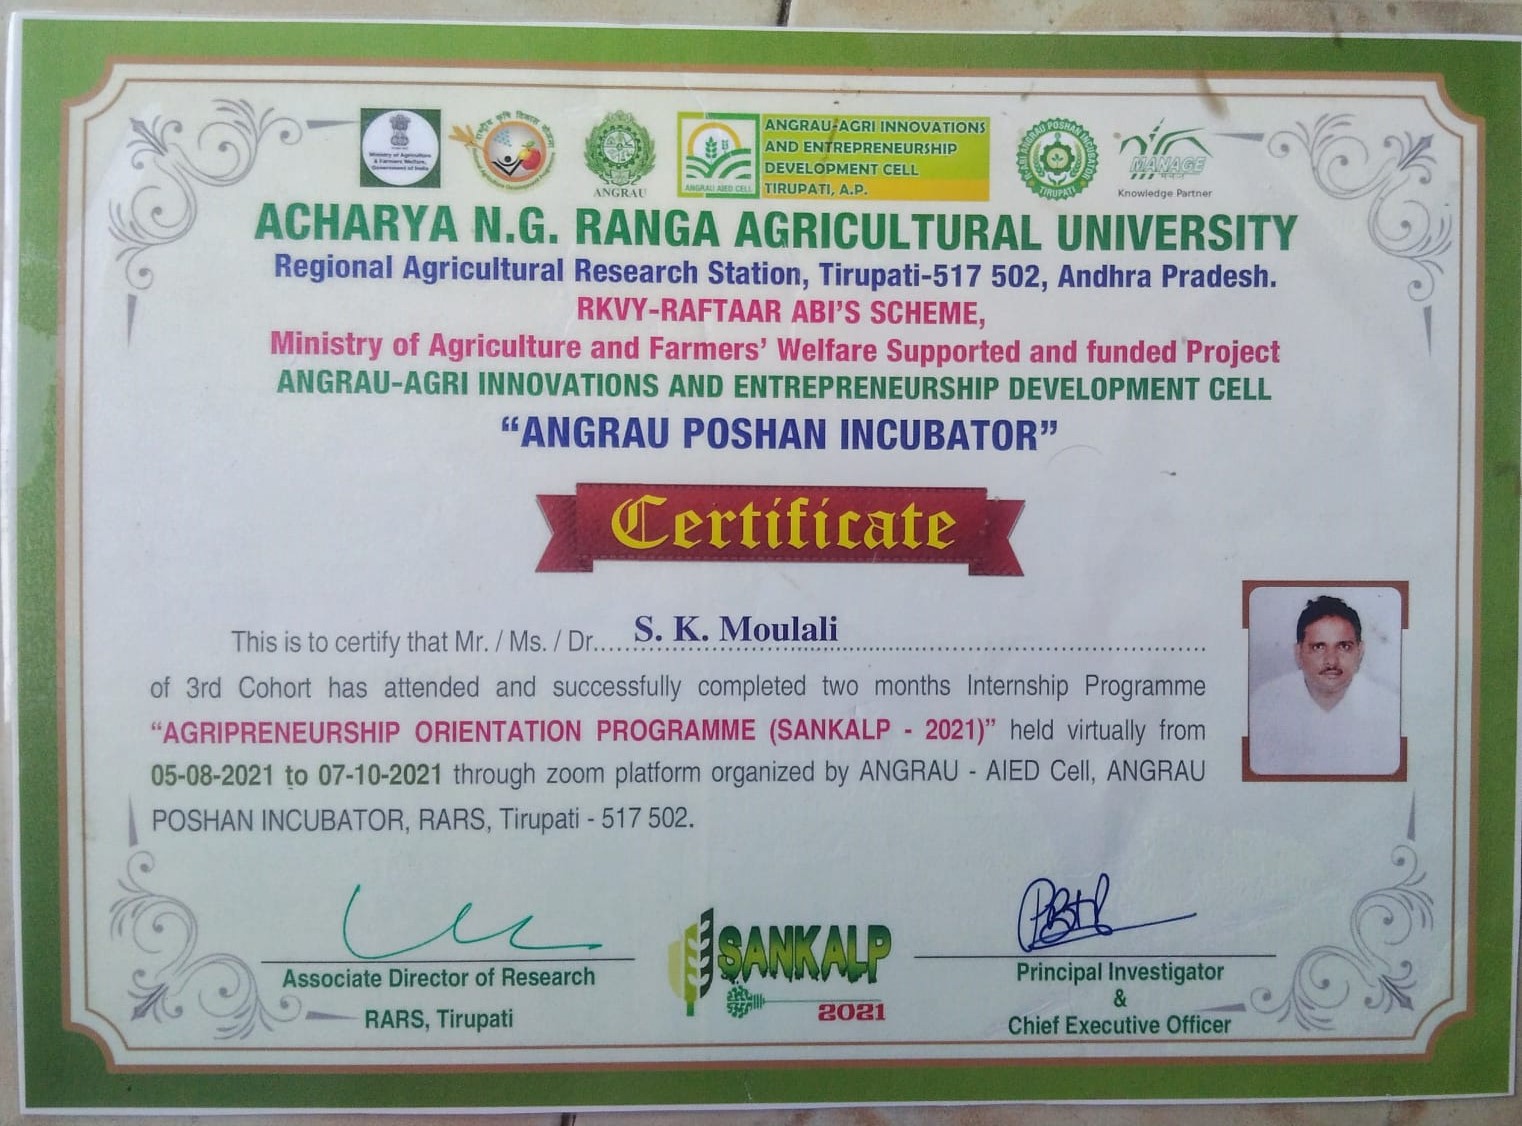 Ministry of Agriculture
& Farmers Welfare,
Government of India
राष्ट्रीय कृषि विकास योजना
ANGRAU
ANGRAU AIED CELL
ANGRAU-AGRI INNOVATIONS
AND ENTREPRENEURSHIP
DEVELOPMENT CELL
TIRUPATI, A.P.
TIRUPATI
MANAGE
Knowledge Partner
ACHARYA N.G. RANGA AGRICULTURAL UNIVERSITY
Regional Agricultural Research Station, Tirupati-517 502, Andhra Pradesh.
RKVY-RAFTAAR ABI'S SCHEME,
Ministry of Agriculture and Farmers' Welfare Supported and funded Project
ANGRAU-AGRI INNOVATIONS AND ENTREPRENEURSHIP DEVELOPMENT CELL
“ANGRAU POSHAN INCUBATOR”
Certificate
This is to certify that Mr. / Ms. / Dr. S. K. Moulali
of 3rd Cohort has attended and successfully completed two months Internship Programme
“AGRIPRENEURSHIP ORIENTATION PROGRAMME (SANKALP - 2021)” held virtually from
05-08-2021 to 07-10-2021 through zoom platform organized by ANGRAU - AIED Cell, ANGRAU
POSHAN INCUBATOR, RARS, Tirupati - 517 502.
Associate Director of Research
RARS, Tirupati
SANKALP
2021
Principal Investigator
&
Chief Executive Officer